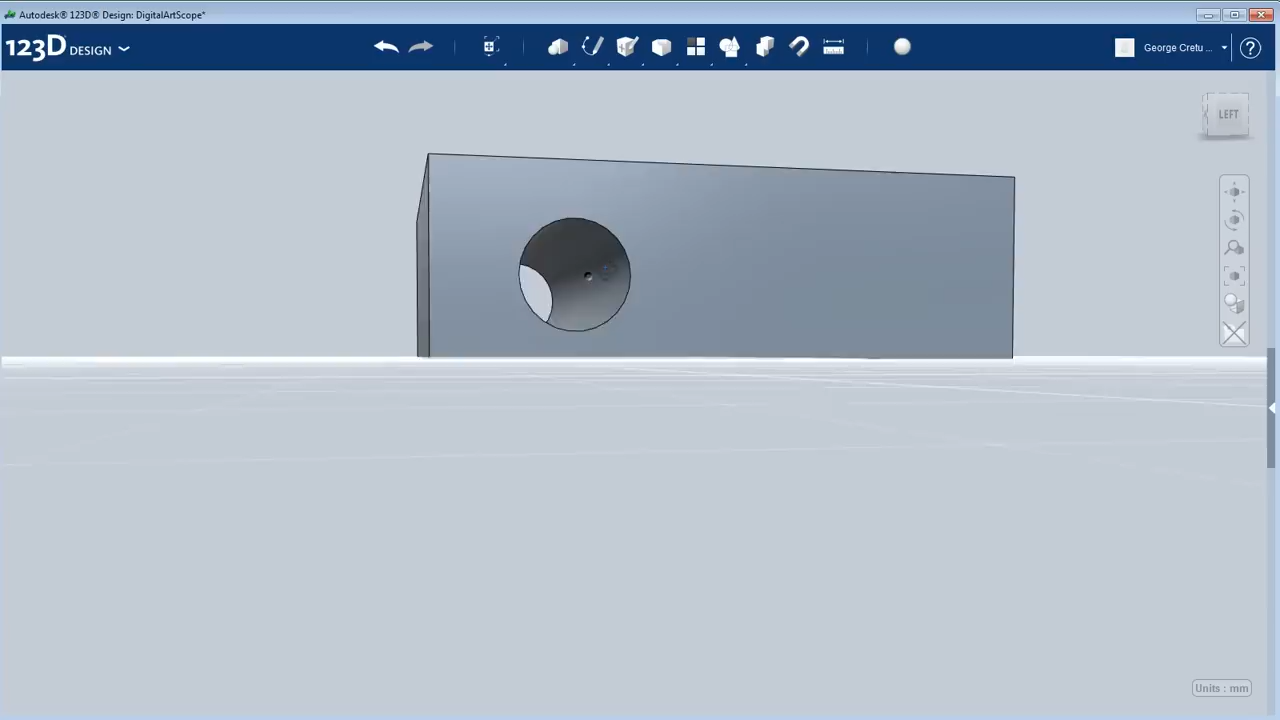 Autodesk® 123D® Design: DigitalArtScope*
123D DESIGN
George Cretu ...
?
LEFT
Units : mm